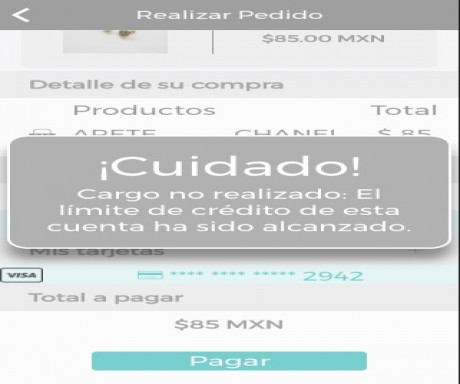 Realizar Pedido
$85.00 MXN
Detalle de su compra
Productos Total
ARETE CHANEL $ 85
¡Cuidado!
Cargo no realizado: El
límite de crédito de esta
cuenta ha sido alcanzado.
Mis tarjetas +
VISA **** **** ***** 2942
Total a pagar
$85 MXN
Pagar